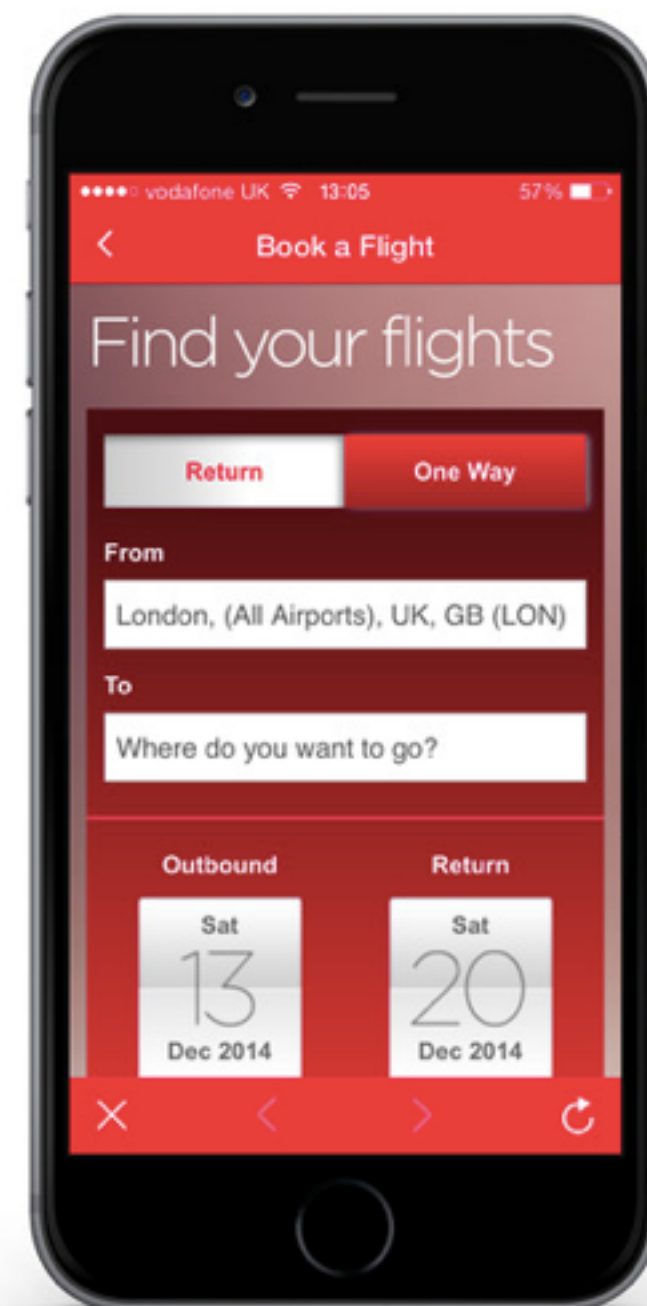 vodafone UK 13:05 57%
Book a Flight
Find your flights
Return One Way
From
London, (All Airports), UK, GB (LON)
To
Where do you want to go?
Outbound Return
Sat Sat
13 20
Dec 2014 Dec 2014